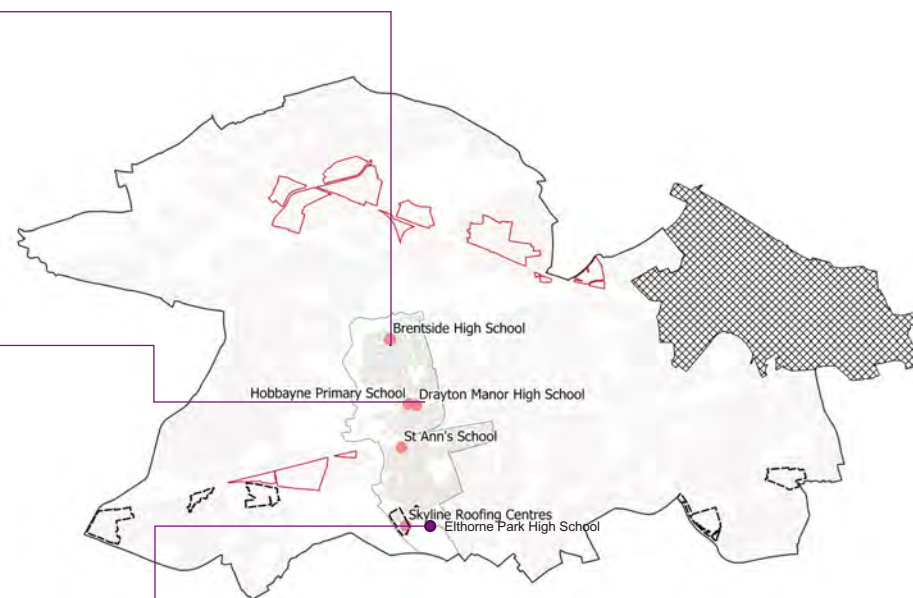 Brentside High School
Hobbayne Primary School
Drayton Manor High School
St Ann's School
Skyline Roofing Centres
Elthorne Park High School